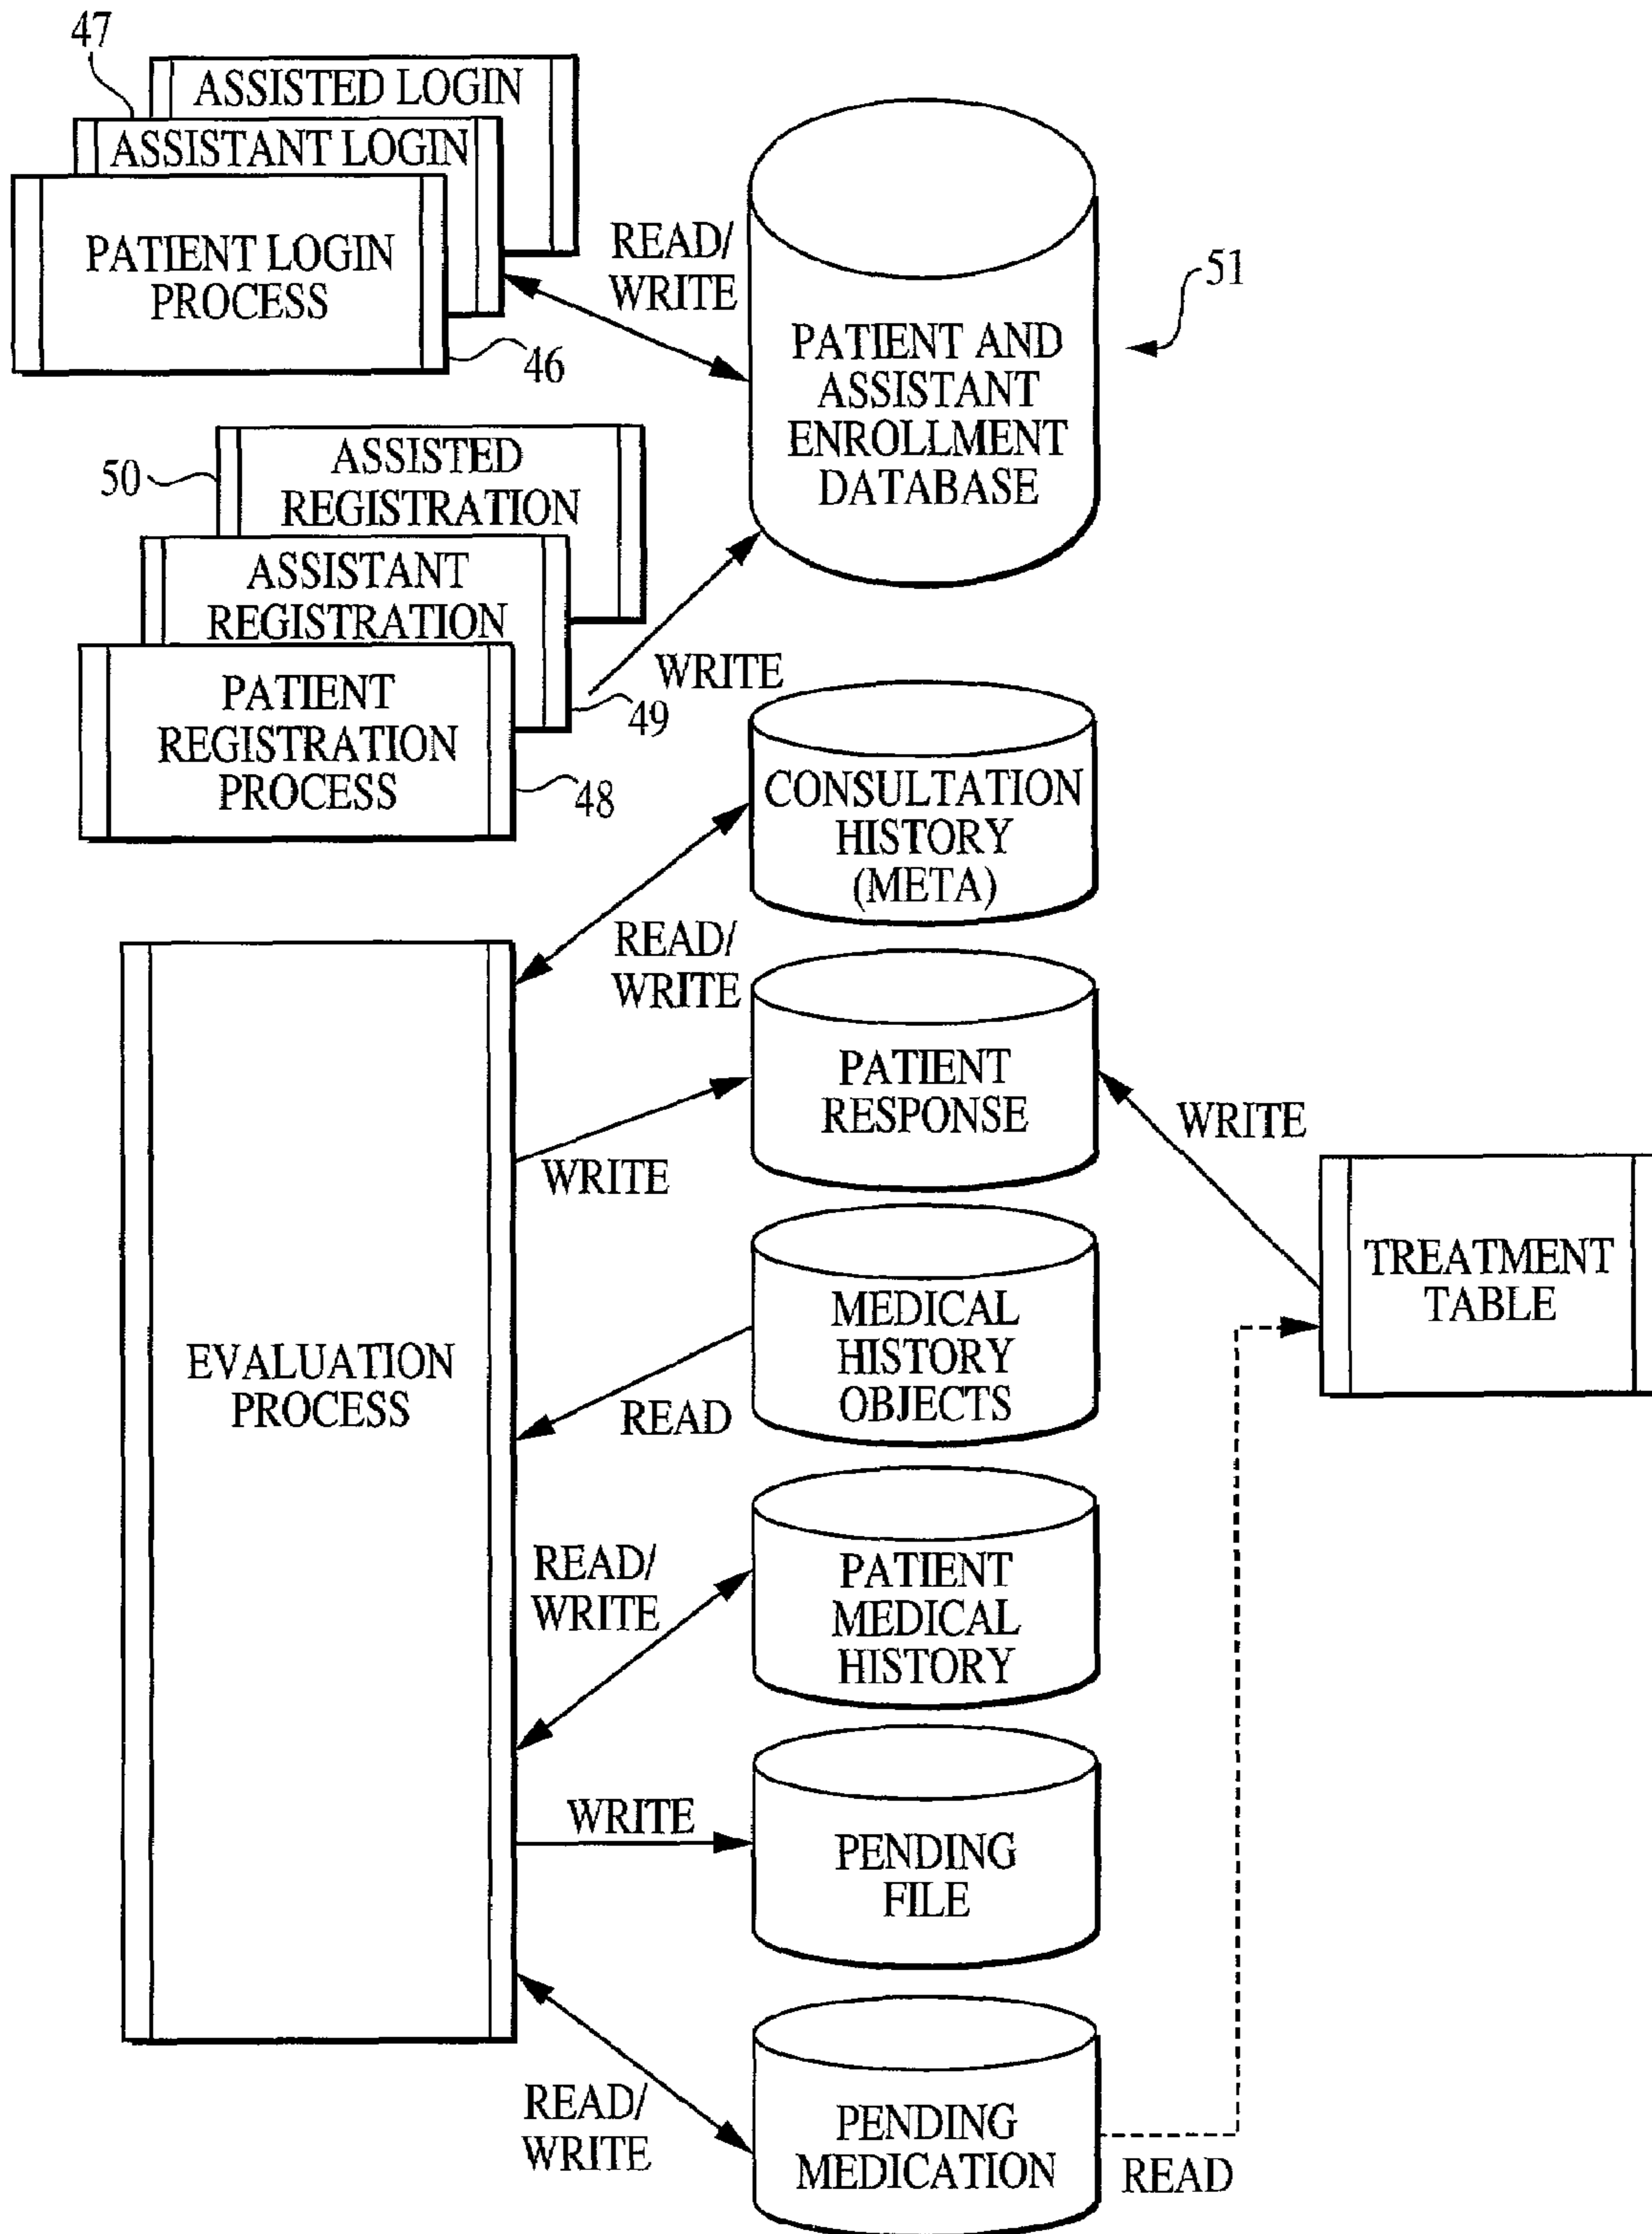 47
ASSISTED LOGIN
ASSISTANT LOGIN
PATIENT LOGIN
PROCESS
46
READ/
WRITE
PATIENT AND
ASSISTANT
ENROLLMENT
DATABASE
51
50
ASSISTED
REGISTRATION
ASSISTANT
REGISTRATION
PATIENT
REGISTRATION
PROCESS
49
48
WRITE
CONSULTATION
HISTORY
(META)
READ/
WRITE
PATIENT
RESPONSE
WRITE
WRITE
TREATMENT
TABLE
EVALUATION
PROCESS
MEDICAL
HISTORY
OBJECTS
READ
READ/
WRITE
PATIENT
MEDICAL
HISTORY
WRITE
PENDING
FILE
READ/
WRITE
PENDING
MEDICATION
READ